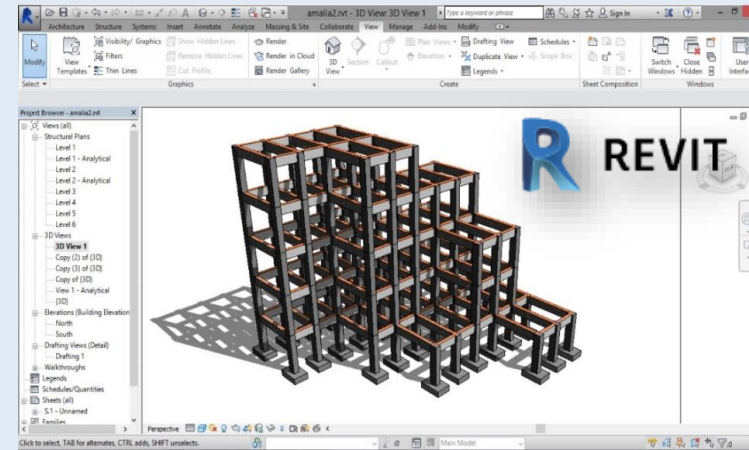 amalia2.rvt - 3D View: 3D View 1
Type a keyword or phrase
Sign In
Architecture Structure Systems Insert Annotate Analyze Massing & Site Collaborate View Manage Add-Ins Modify
Modify
View Templates
Visibility/ Graphics
Filters
Thin Lines
Show Hidden Lines
Remove Hidden Lines
Cut Profile
Render
Render in Cloud
Render Gallery
3D View
Section
Callout
Plan Views
Elevation
Drafting View
Duplicate View
Legends
Schedules
Scope Box
Switch Windows
Close Hidden
User Interface
Select
Graphics
Create
Sheet Composition
Windows
Project Browser - amalia2.rvt
Views (all)
Structural Plans
Level 1
Level 1 - Analytical
Level 2
Level 2 - Analytical
Level 3
Level 4
Level 5
Level 6
3D Views
3D View 1
Copy (2) of {3D}
Copy (3) of {3D}
Copy of {3D}
View 1 - Analytical
{3D}
Elevations (Building Elevation
North
South
Drafting Views (Detail)
Drafting 1
Walkthroughs
Legends
Schedules/Quantities
Sheets (all)
S.1 - Unnamed
Families
REVIT
Perspective
Click to select, TAB for alternates, CTRL adds, SHIFT unselects.
:0
Main Model
:0